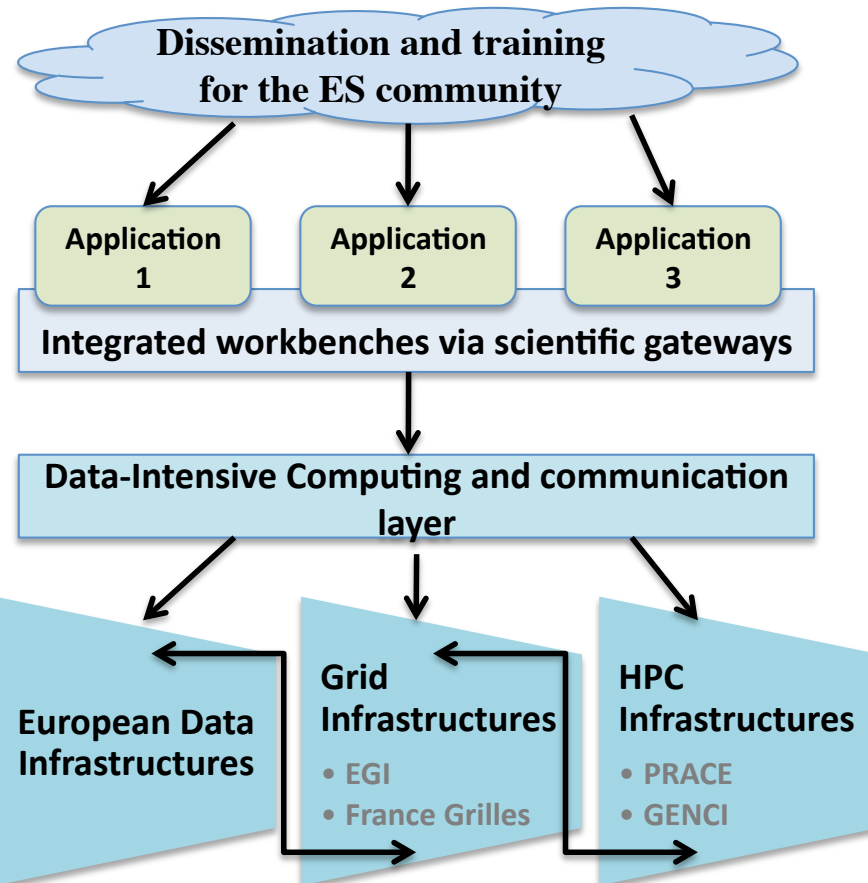 Dissemination and training
for the ES community
Application
1
Application
2
Application
3
Integrated workbenches via scientific gateways
Data-Intensive Computing and communication
layer
European Data
Infrastructures
Grid
Infrastructures
• EGI
• France Grilles
HPC
Infrastructures
• PRACE
• GENCI